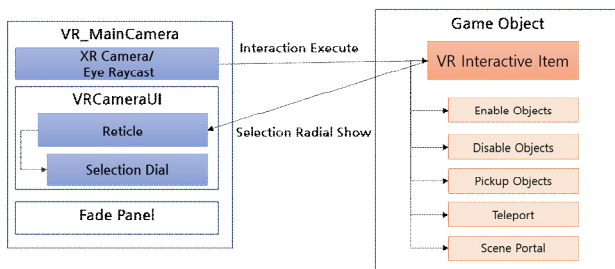 VR_MainCamera
XR Camera/
Eye Raycast
VRCameraUI
Reticle
Selection Dial
Fade Panel
Interaction Execute
Selection Radial Show
Game Object
VR Interactive Item
Enable Objects
Disable Objects
Pickup Objects
Teleport
Scene Portal